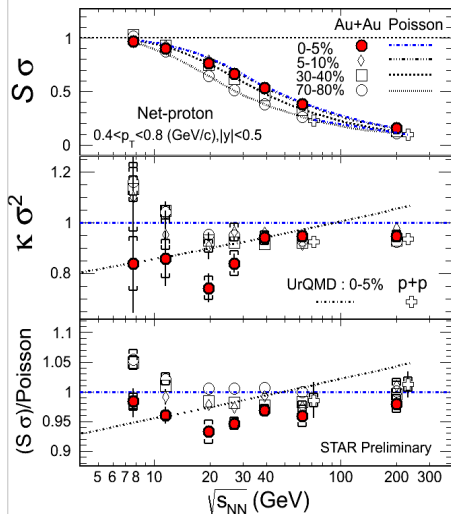 Au+Au Poisson
0-5%
5-10%
30-40%
70-80%
Net-proton
0.4<p_T<0.8 (GeV/c),|y|<0.5
S σ
1
0.5
0
κ σ²
1.2
1
0.8
UrQMD : 0-5% p+p
(S σ)/Poisson
1.1
1.05
1
0.95
0.9
STAR Preliminary
4 5 6 7 8 10 20 30 40 100 200 300
√s_NN (GeV)